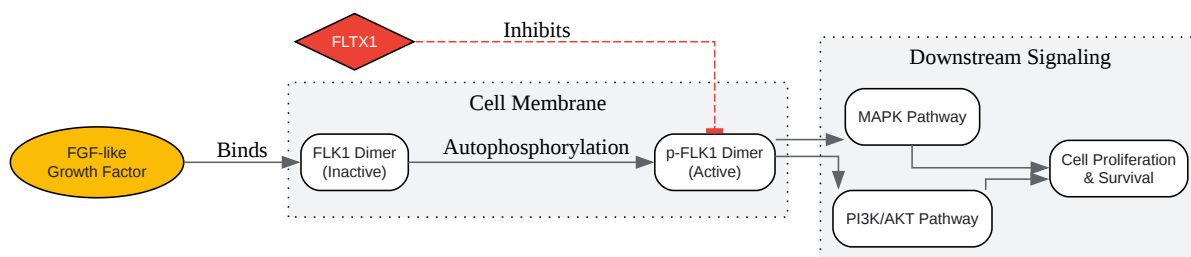 FLTX1
Inhibits
Downstream Signaling
Cell Membrane
MAPK Pathway
FGF-like
Growth Factor
Binds
FLK1 Dimer
(Inactive)
Autophosphorylation
p-FLK1 Dimer
(Active)
Cell Proliferation
& Survival
PI3K/AKT Pathway